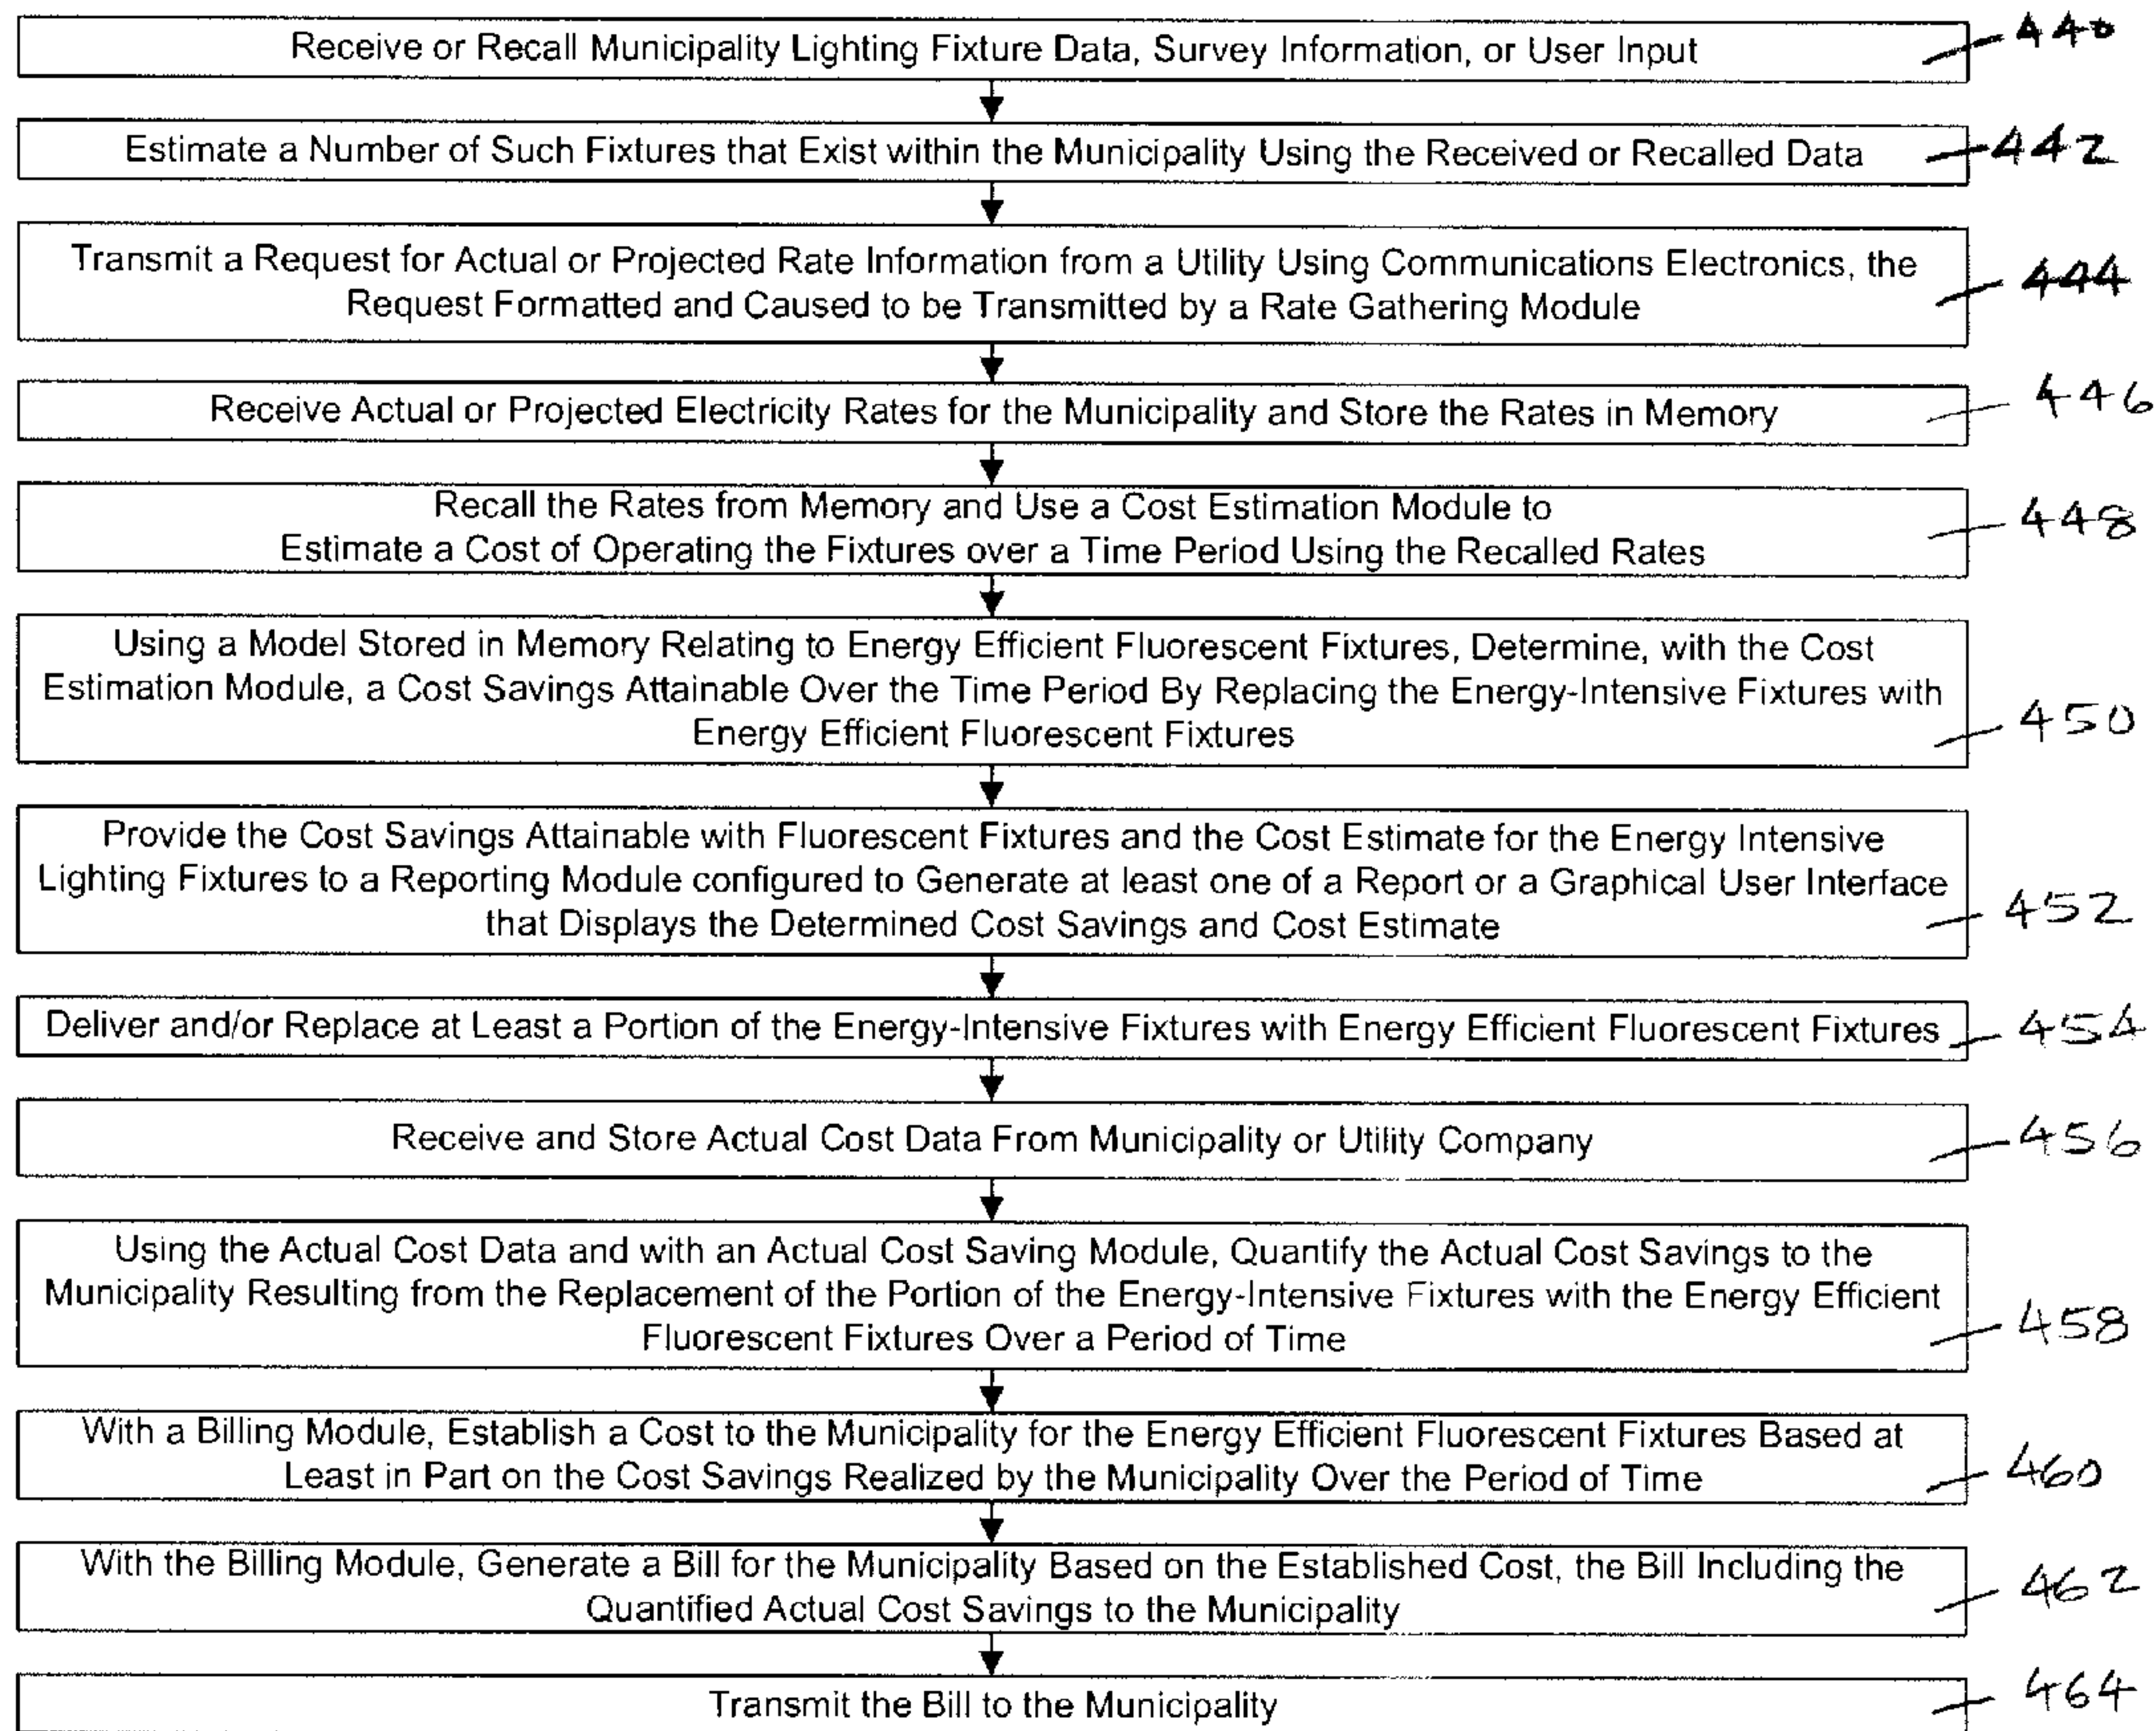 Receive or Recall Municipality Lighting Fixture Data, Survey Information, or User Input
440
Estimate a Number of Such Fixtures that Exist within the Municipality Using the Received or Recalled Data
442
Transmit a Request for Actual or Projected Rate Information from a Utility Using Communications Electronics, the
Request Formatted and Caused to be Transmitted by a Rate Gathering Module
444
Receive Actual or Projected Electricity Rates for the Municipality and Store the Rates in Memory
446
Recall the Rates from Memory and Use a Cost Estimation Module to
Estimate a Cost of Operating the Fixtures over a Time Period Using the Recalled Rates
448
Using a Model Stored in Memory Relating to Energy Efficient Fluorescent Fixtures, Determine, with the Cost
Estimation Module, a Cost Savings Attainable Over the Time Period By Replacing the Energy-Intensive Fixtures with
Energy Efficient Fluorescent Fixtures
450
Provide the Cost Savings Attainable with Fluorescent Fixtures and the Cost Estimate for the Energy Intensive
Lighting Fixtures to a Reporting Module configured to Generate at least one of a Report or a Graphical User Interface
that Displays the Determined Cost Savings and Cost Estimate
452
Deliver and/or Replace at Least a Portion of the Energy-Intensive Fixtures with Energy Efficient Fluorescent Fixtures
454
Receive and Store Actual Cost Data From Municipality or Utility Company
456
Using the Actual Cost Data and with an Actual Cost Saving Module, Quantify the Actual Cost Savings to the
Municipality Resulting from the Replacement of the Portion of the Energy-Intensive Fixtures with the Energy Efficient
Fluorescent Fixtures Over a Period of Time
458
With a Billing Module, Establish a Cost to the Municipality for the Energy Efficient Fluorescent Fixtures Based at
Least in Part on the Cost Savings Realized by the Municipality Over the Period of Time
460
With the Billing Module, Generate a Bill for the Municipality Based on the Established Cost, the Bill Including the
Quantified Actual Cost Savings to the Municipality
462
Transmit the Bill to the Municipality
464